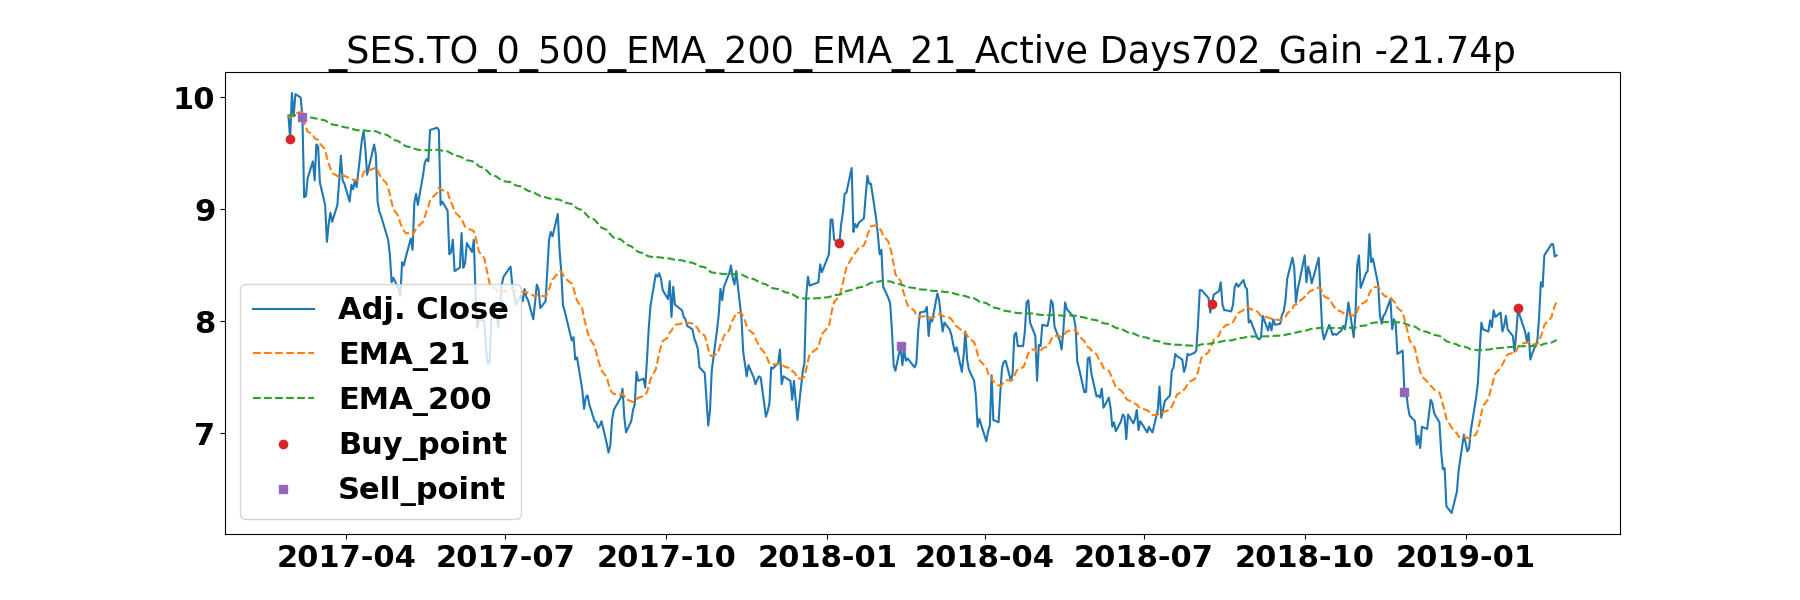 _SES.TO_0_500_EMA_200_EMA_21_Active Days702_Gain -21.74p
10
9
8
7
Adj. Close
EMA_21
EMA_200
Buy_point
Sell_point
2017-04 2017-07 2017-10 2018-01 2018-04 2018-07 2018-10 2019-01